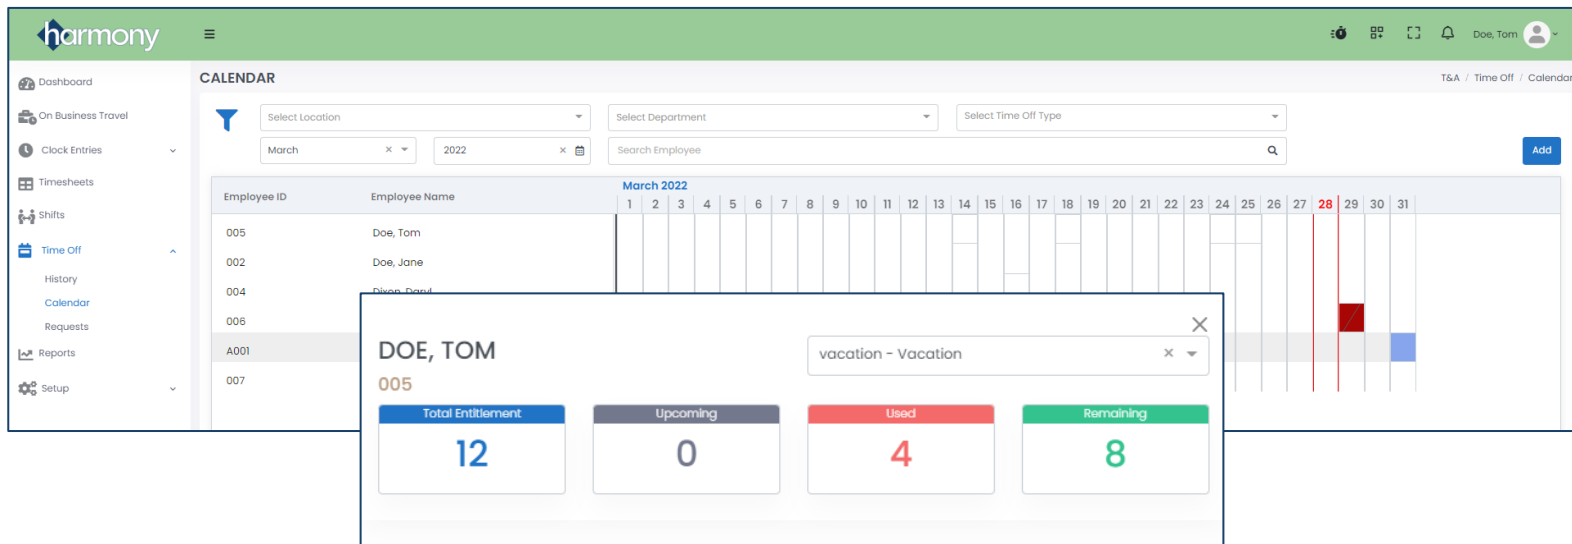 harmony
Doe, Tom
Dashboard
On Business Travel
Clock Entries
Timesheets
Shifts
Time Off
History
Calendar
Requests
Reports
Setup
CALENDAR
T&A / Time Off / Calendar
Select Location
Select Department
Select Time Off Type
March
2022
Search Employee
Add
Employee ID Employee Name
March 2022
1 2 3 4 5 6 7 8 9 10 11 12 13 14 15 16 17 18 19 20 21 22 23 24 25 26 27 28 29 30 31
005 Doe, Tom
002 Doe, Jane
004 Dixon, Daryl
006
A001
007
DOE, TOM
005
vacation - Vacation
Total Entitlement
12
Upcoming
0
Used
4
Remaining
8